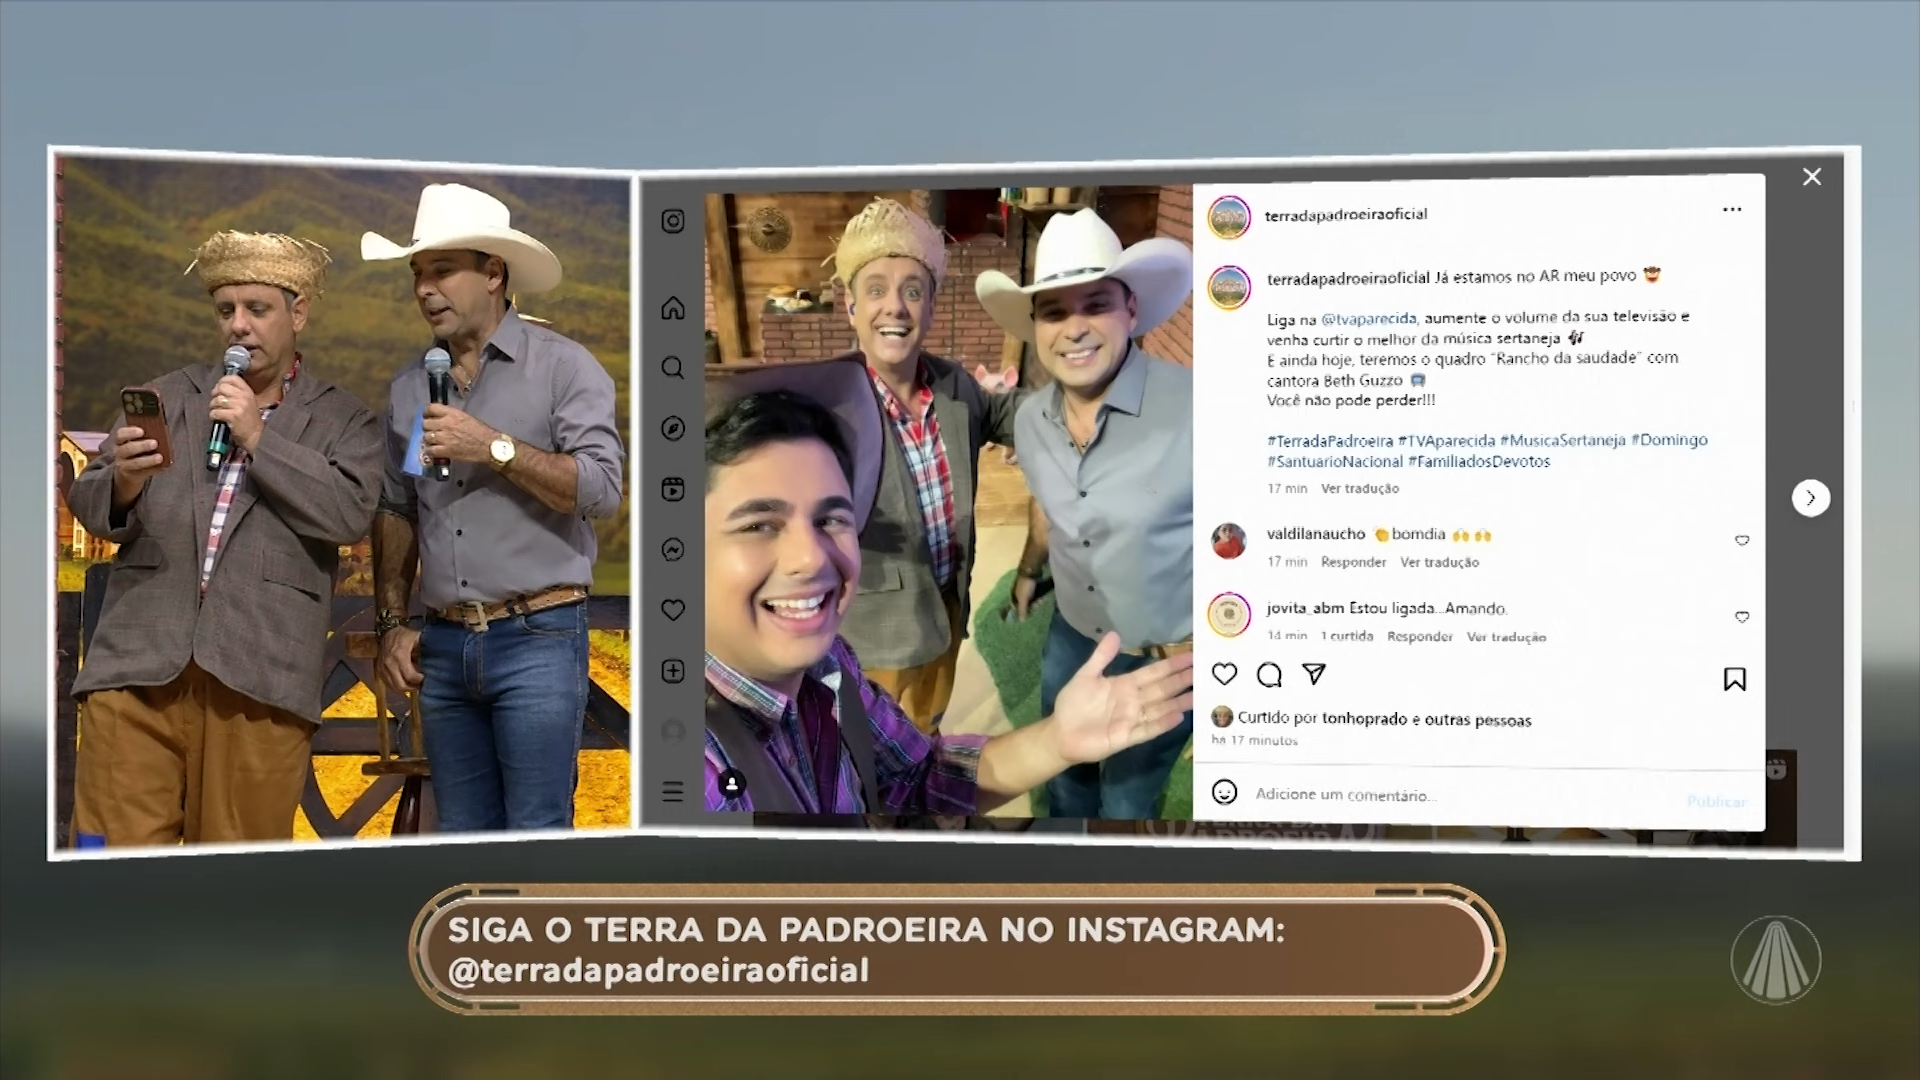 terradapadroeiraoficial
terradapadroeiraoficial Já estamos no AR meu povo 🤠
Liga na @tvaparecida, aumente o volume da sua televisão e
venha curtir o melhor da música sertaneja 🎶
E ainda hoje, teremos o quadro "Rancho da saudade" com
cantora Beth Guzzo 📺
Você não pode perder!!!
#TerradaPadroeira #TVAparecida #MusicaSertaneja #Domingo
#SantuarioNacional #FamiliadosDevotos
17 min Ver tradução
valdilanaucho 👏bomdia 🙌🙌
17 min Responder Ver tradução
jovita_abm Estou ligada...Amando.
14 min 1 curtida Responder Ver tradução
Curtido por tonhoprado e outras pessoas
há 17 minutos
Adicione um comentário...
Publicar
SIGA O TERRA DA PADROEIRA NO INSTAGRAM:
@terradapadroeiraoficial